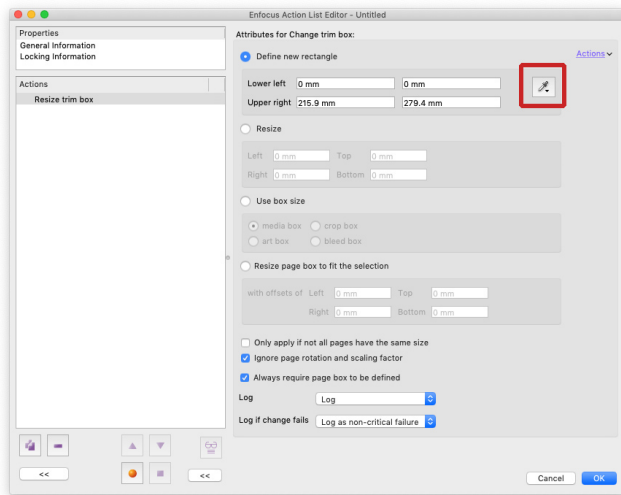 Enfocus Action List Editor - Untitled
Properties
General Information
Locking Information
Actions
Resize trim box
<<
<<
Attributes for Change trim box:
Actions
Define new rectangle
Lower left 0 mm 0 mm
Upper right 215.9 mm 279.4 mm
Resize
Left 0 mm Top 0 mm
Right 0 mm Bottom 0 mm
Use box size
media box crop box
art box bleed box
Resize page box to fit the selection
with offsets of Left 0 mm Top 0 mm
Right 0 mm Bottom 0 mm
Only apply if not all pages have the same size
Ignore page rotation and scaling factor
Always require page box to be defined
Log Log
Log if change fails Log as non-critical failure
Cancel OK